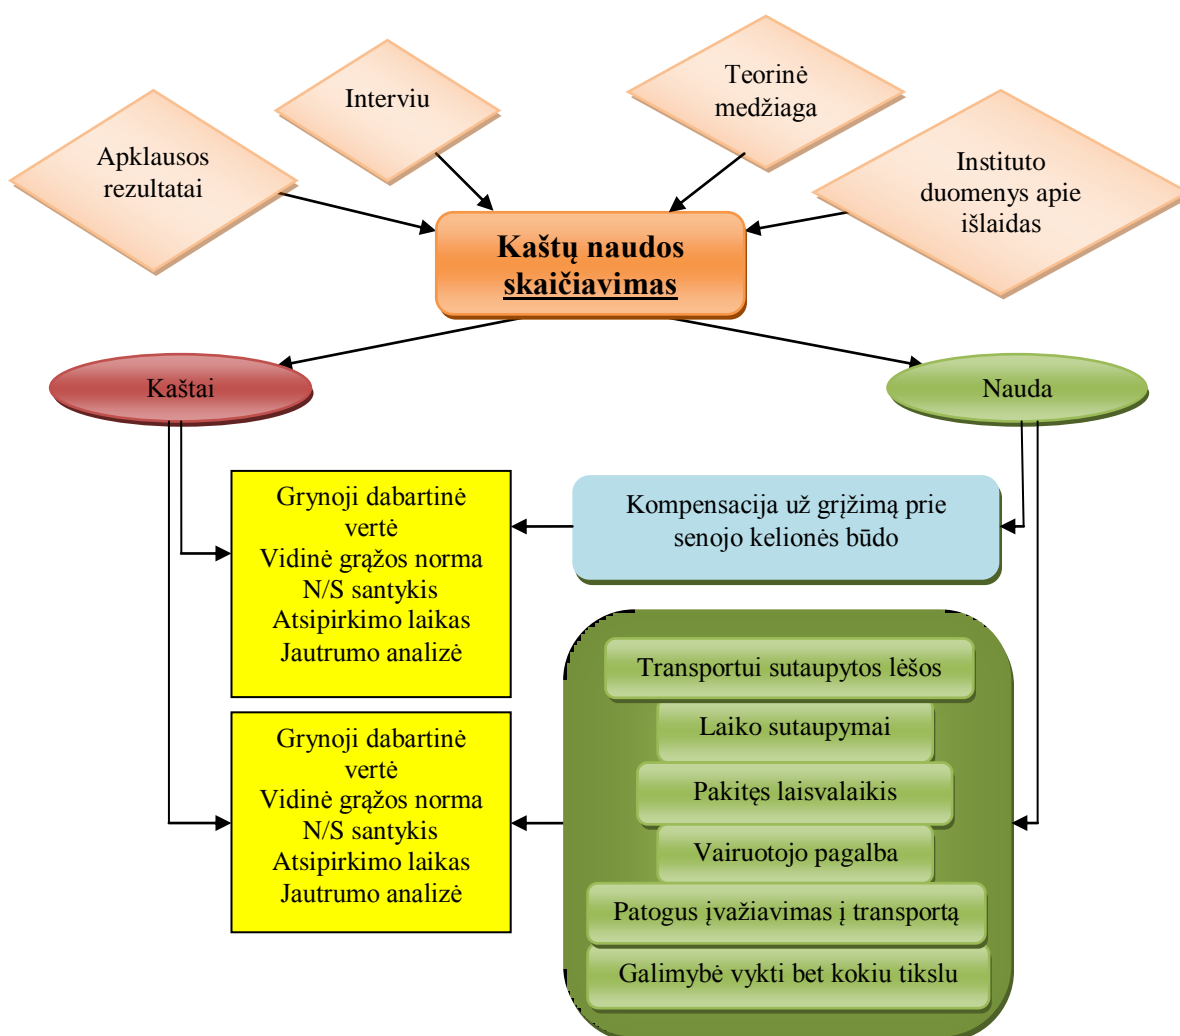 Apklausos
rezultatai
Interviu
Teorinė
medžiaga
Instituto
duomenys apie
išlaidas
Kaštų naudos
skaičiavimas
Kaštai
Nauda
Grynoji dabartinė
vertė
Vidinė grąžos norma
N/S santykis
Atsipirkimo laikas
Jautrumo analizė
Kompensacija už grįžimą prie
senojo kelionės būdo
Grynoji dabartinė
vertė
Vidinė grąžos norma
N/S santykis
Atsipirkimo laikas
Jautrumo analizė
Transportui sutaupytos lėšos
Laiko sutaupymai
Pakitęs laisvalaikis
Vairuotojo pagalba
Patogus įvažiavimas į transportą
Galimybė vykti bet kokiu tikslu